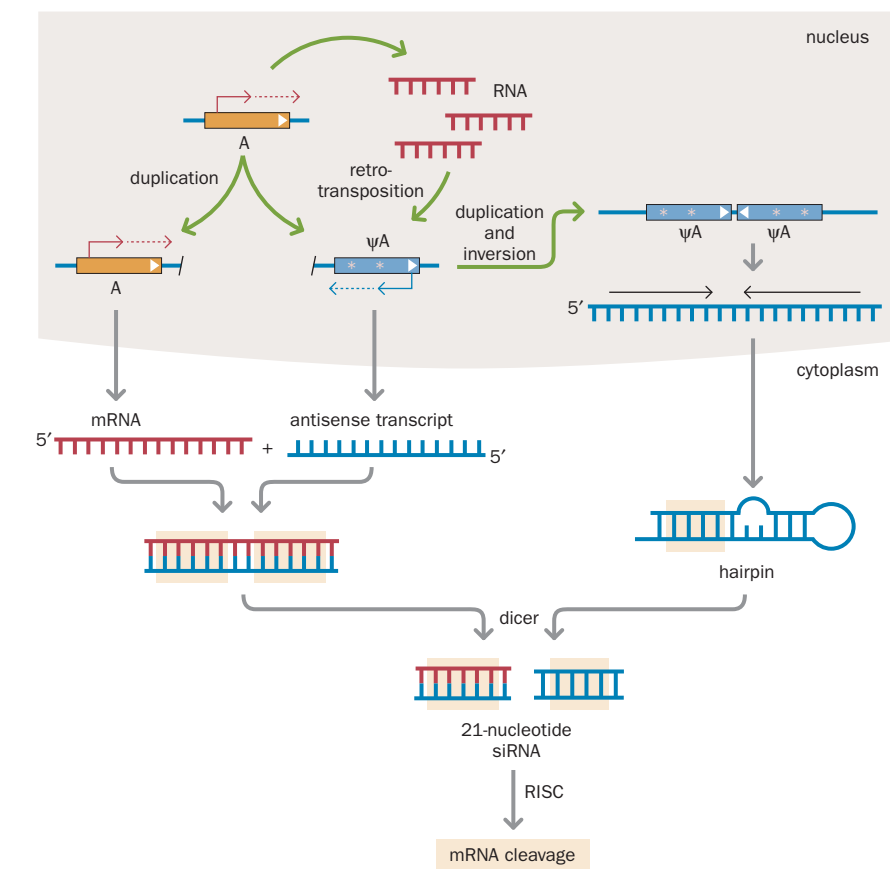 nucleus
RNA
A
duplication
retro-
transposition
duplication
and
inversion
ψA
* *
A
* * * *
ψA ψA
5′
cytoplasm
mRNA
antisense transcript
5′
+
5′
hairpin
dicer
21-nucleotide
siRNA
RISC
mRNA cleavage